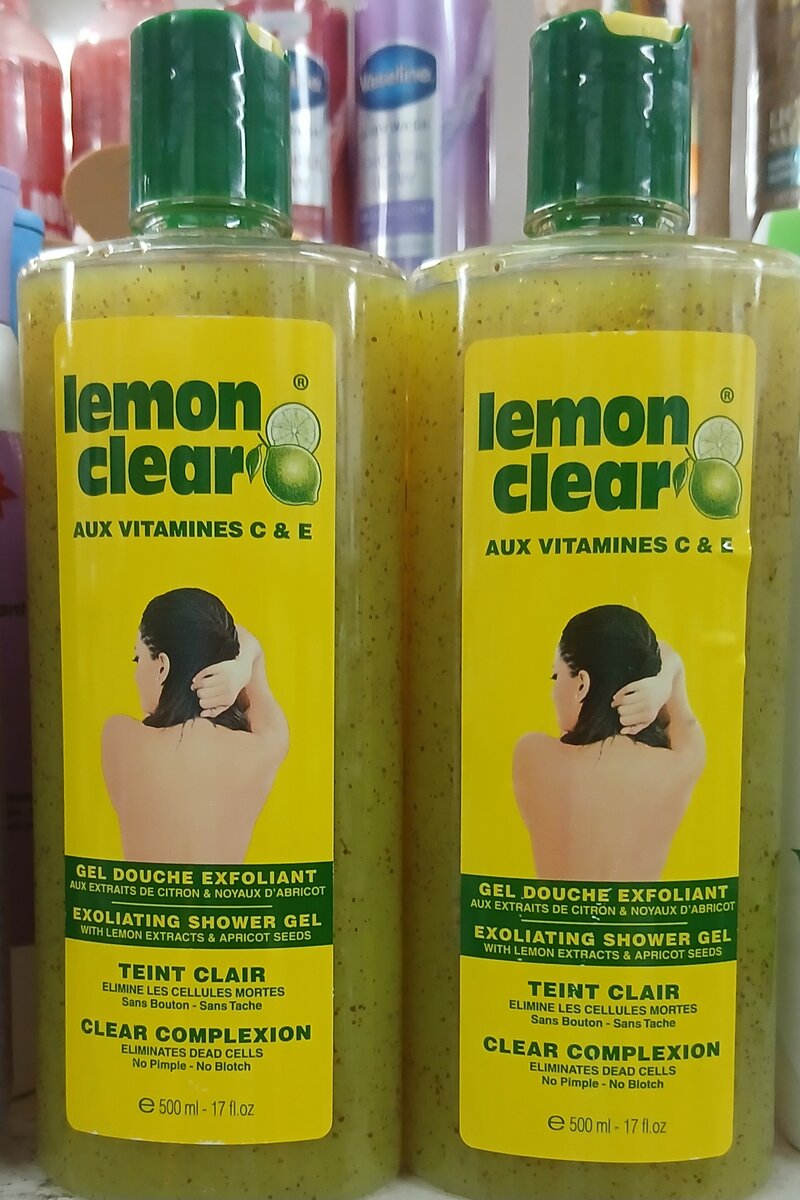 Vaseline
lemon
clear
®
AUX VITAMINES C & E
GEL DOUCHE EXFOLIANT
AUX EXTRAITS DE CITRON & NOYAUX D'ABRICOT
EXOLIATING SHOWER GEL
WITH LEMON EXTRACTS & APRICOT SEEDS
TEINT CLAIR
ELIMINE LES CELLULES MORTES
Sans Bouton - Sans Tache
CLEAR COMPLEXION
ELIMINATES DEAD CELLS
No Pimple - No Blotch
℮ 500 ml - 17 fl.oz
lemon
clear
®
AUX VITAMINES C & E
GEL DOUCHE EXFOLIANT
AUX EXTRAITS DE CITRON & NOYAUX D'ABRICOT
EXOLIATING SHOWER GEL
WITH LEMON EXTRACTS & APRICOT SEEDS
TEINT CLAIR
ELIMINE LES CELLULES MORTES
Sans Bouton - Sans Tache
CLEAR COMPLEXION
ELIMINATES DEAD CELLS
No Pimple - No Blotch
℮ 500 ml - 17 fl.oz